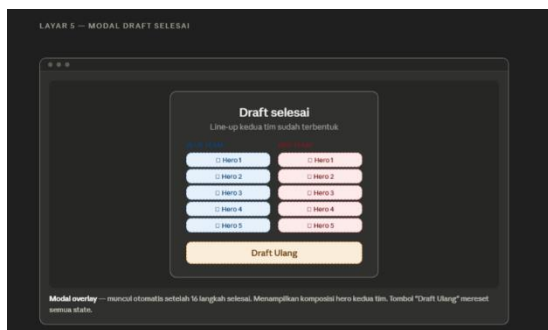 LAYAR 5 — MODAL DRAFT SELESAI
Draft selesai
Line-up kedua tim sudah terbentuk
Hero 1 Hero 1
Hero 2 Hero 2
Hero 3 Hero 3
Hero 4 Hero 4
Hero 5 Hero 5
Draft Ulang
Modal overlay — muncul otomatis setelah 16 langkah selesai. Menampilkan komposisi hero kedua tim. Tombol "Draft Ulang" mereset
semua state.